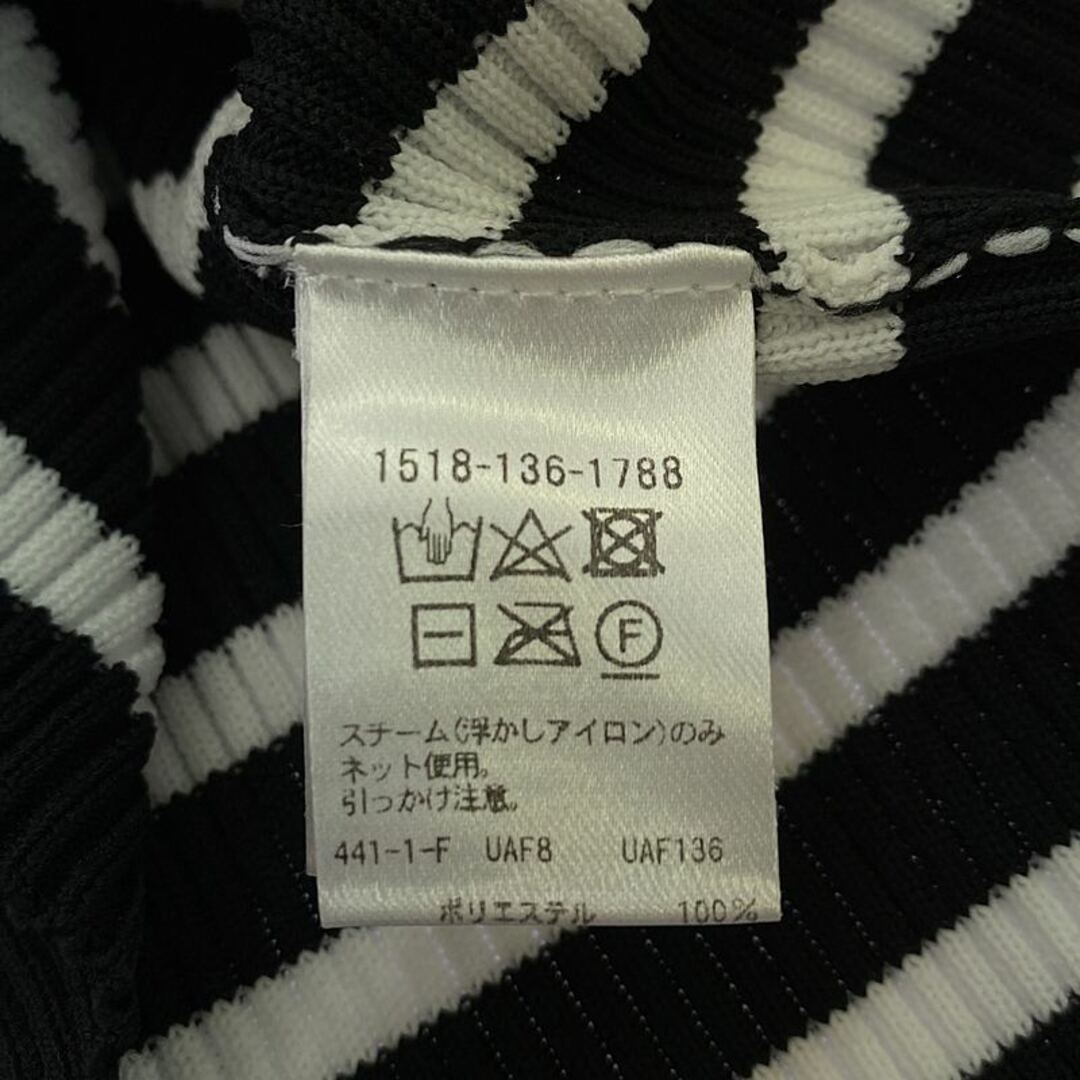 1518-136-1788
F
スチーム(浮かしアイロン)のみ
ネット使用。
引っかけ注意。
441-1-F UAF8 UAF136
ポリエステル 100%